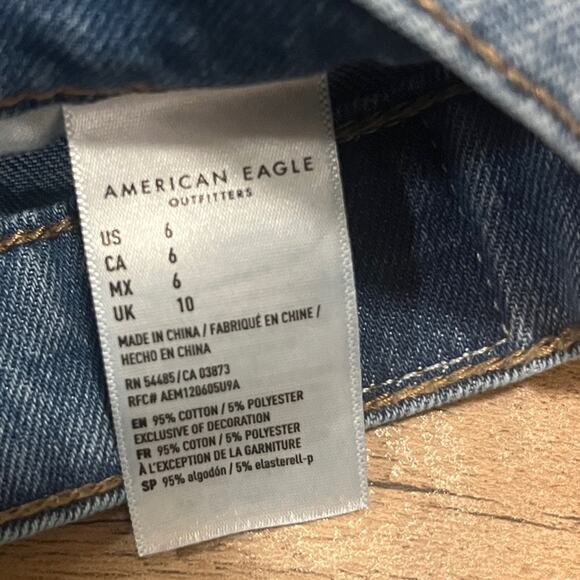 AMERICAN EAGLE
OUTFITTERS
US 6
CA 6
MX 6
UK 10
MADE IN CHINA / FABRIQUÉ EN CHINE /
HECHO EN CHINA
RN 54485/CA 03873
RFC# AEM120605U9A
EN 95% COTTON / 5% POLYESTER
EXCLUSIVE OF DECORATION
FR 95% COTON / 5% POLYESTER
À L'EXCEPTION DE LA GARNITURE
SP 95% algodón / 5% elasterell-p